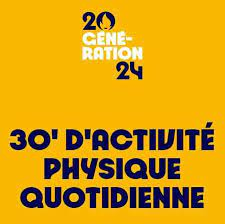 20
GÉNÉ-
RATION
24
30' D'ACTIVITÉ
PHYSIQUE
QUOTIDIENNE